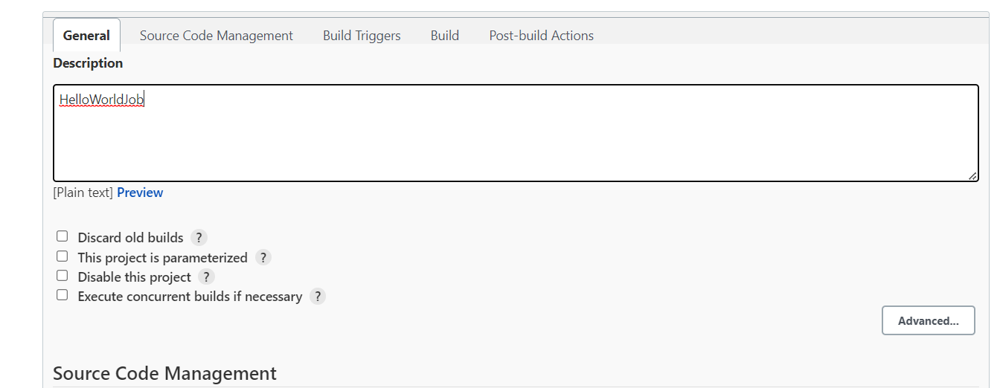 General Source Code Management Build Triggers Build Post-build Actions
Description
HelloWorldJob
[Plain text] Preview
Discard old builds ?
This project is parameterized ?
Disable this project ?
Execute concurrent builds if necessary ?
Advanced...
Source Code Management